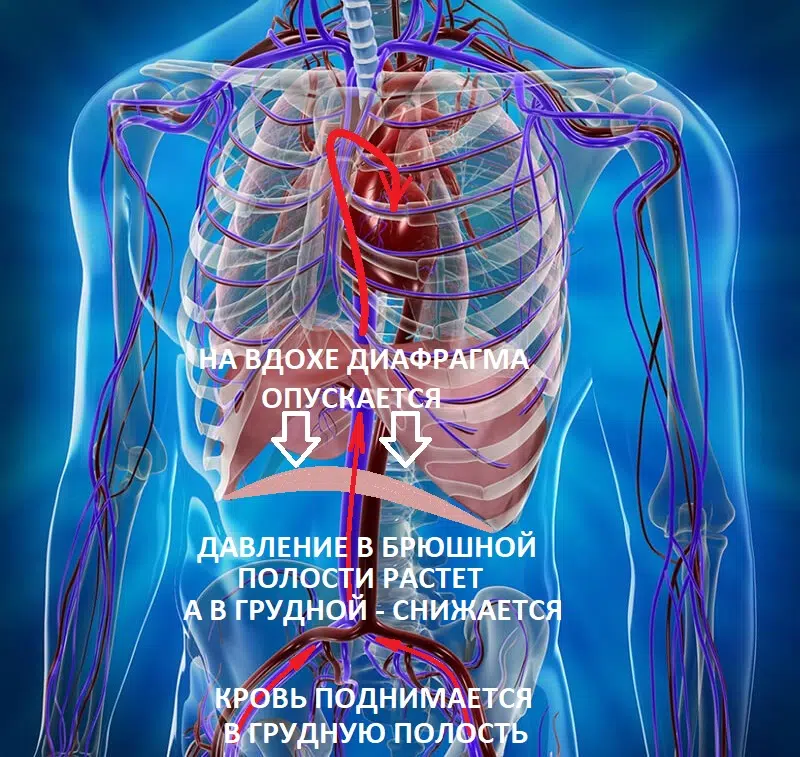 НА ВДОХЕ ДИАФРАГМА
ОПУСКАЕТСЯ
ДАВЛЕНИЕ В БРЮШНОЙ
ПОЛОСТИ РАСТЕТ
А В ГРУДНОЙ - СНИЖАЕТСЯ
КРОВЬ ПОДНИМАЕТСЯ
В ГРУДНУЮ ПОЛОСТЬ